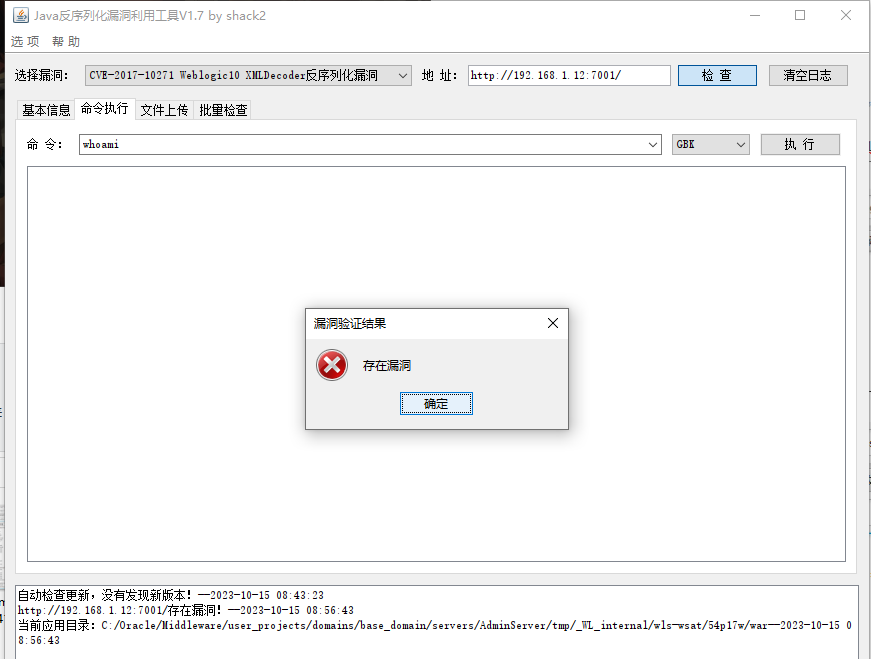 Java反序列化漏洞利用工具V1.7 by shack2
选项 帮助
选择漏洞: CVE-2017-10271 Weblogic10 XMLDecoder反序列化漏洞 地 址: http://192.168.1.12:7001/ 检 查 清空日志
基本信息 命令执行 文件上传 批量检查
命 令: whoami GBK 执 行
漏洞验证结果
存在漏洞
确定
自动检查更新,没有发现新版本!--2023-10-15 08:43:23
http://192.168.1.12:7001/存在漏洞!--2023-10-15 08:56:43
当前应用目录:C:/Oracle/Middleware/user_projects/domains/base_domain/servers/AdminServer/tmp/_WL_internal/wls-wsat/54p17w/war--2023-10-15 0
8:56:43